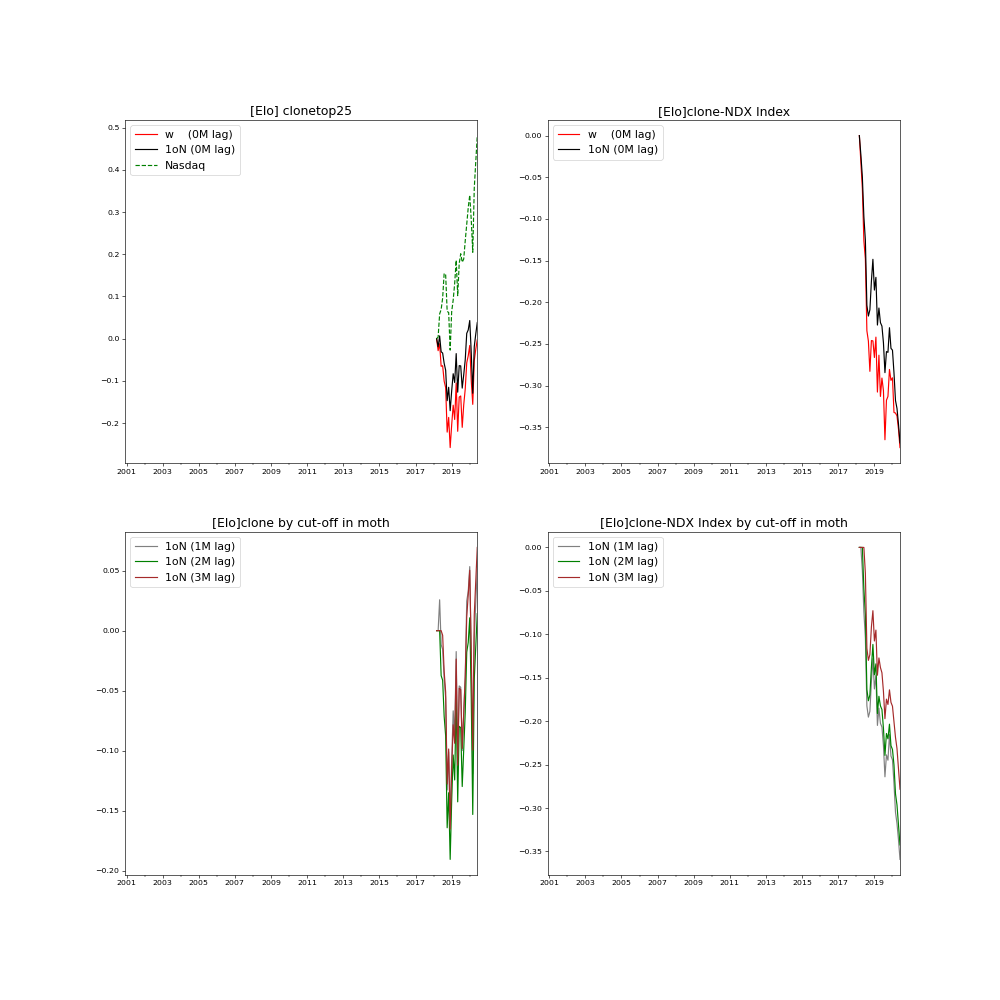 [Elo] clonetop25
w (0M lag)
1oN (0M lag)
Nasdaq
0.5
0.4
0.3
0.2
0.1
0.0
−0.1
−0.2
2001 2003 2005 2007 2009 2011 2013 2015 2017 2019
[Elo]clone-NDX Index
w (0M lag)
1oN (0M lag)
0.00
−0.05
−0.10
−0.15
−0.20
−0.25
−0.30
−0.35
2001 2003 2005 2007 2009 2011 2013 2015 2017 2019
[Elo]clone by cut-off in moth
1oN (1M lag)
1oN (2M lag)
1oN (3M lag)
0.05
0.00
−0.05
−0.10
−0.15
−0.20
2001 2003 2005 2007 2009 2011 2013 2015 2017 2019
[Elo]clone-NDX Index by cut-off in moth
1oN (1M lag)
1oN (2M lag)
1oN (3M lag)
0.00
−0.05
−0.10
−0.15
−0.20
−0.25
−0.30
−0.35
2001 2003 2005 2007 2009 2011 2013 2015 2017 2019